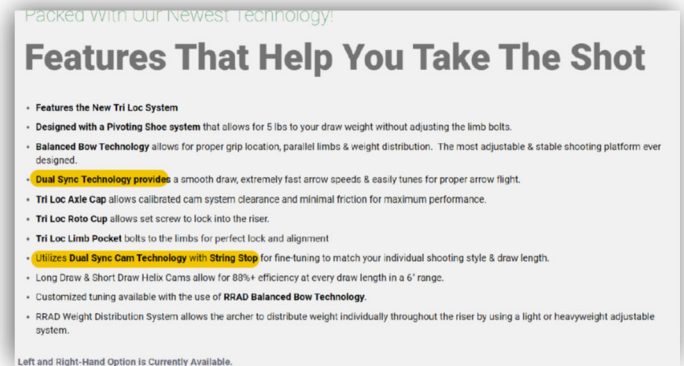 Packed With Our Newest Technology!
Features That Help You Take The Shot
• Features the New Tri Loc System
• Designed with a Pivoting Shoe system that allows for 5 lbs to your draw weight without adjusting the limb bolts.
• Balanced Bow Technology allows for proper grip location, parallel limbs & weight distribution. The most adjustable & stable shooting platform ever
designed.
• Dual Sync Technology provides a smooth draw, extremely fast arrow speeds & easily tunes for proper arrow flight.
• Tri Loc Axle Cap allows calibrated cam system clearance and minimal friction for maximum performance.
• Tri Loc Roto Cup allows set screw to lock into the riser.
• Tri Loc Limb Pocket bolts to the limbs for perfect lock and alignment
• Utilizes Dual Sync Cam Technology with String Stop for fine-tuning to match your individual shooting style & draw length.
• Long Draw & Short Draw Helix Cams allow for 88%+ efficiency at every draw length in a 6" range.
• Customized tuning available with the use of RRAD Balanced Bow Technology.
• RRAD Weight Distribution System allows the archer to distribute weight individually throughout the riser by using a light or heavyweight adjustable
system.
Left and Right-Hand Option is Currently Available.